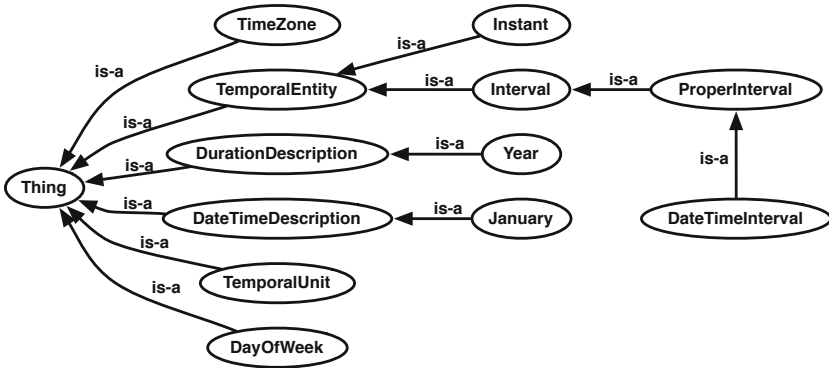 TimeZone
Instant
is-a
is-a
is-a
is-a
TemporalEntity
Interval
ProperInterval
is-a
is-a
DurationDescription
Year
is-a
is-a
Thing
is-a
is-a
DateTimeDescription
January
DateTimeInterval
is-a
TemporalUnit
is-a
DayOfWeek